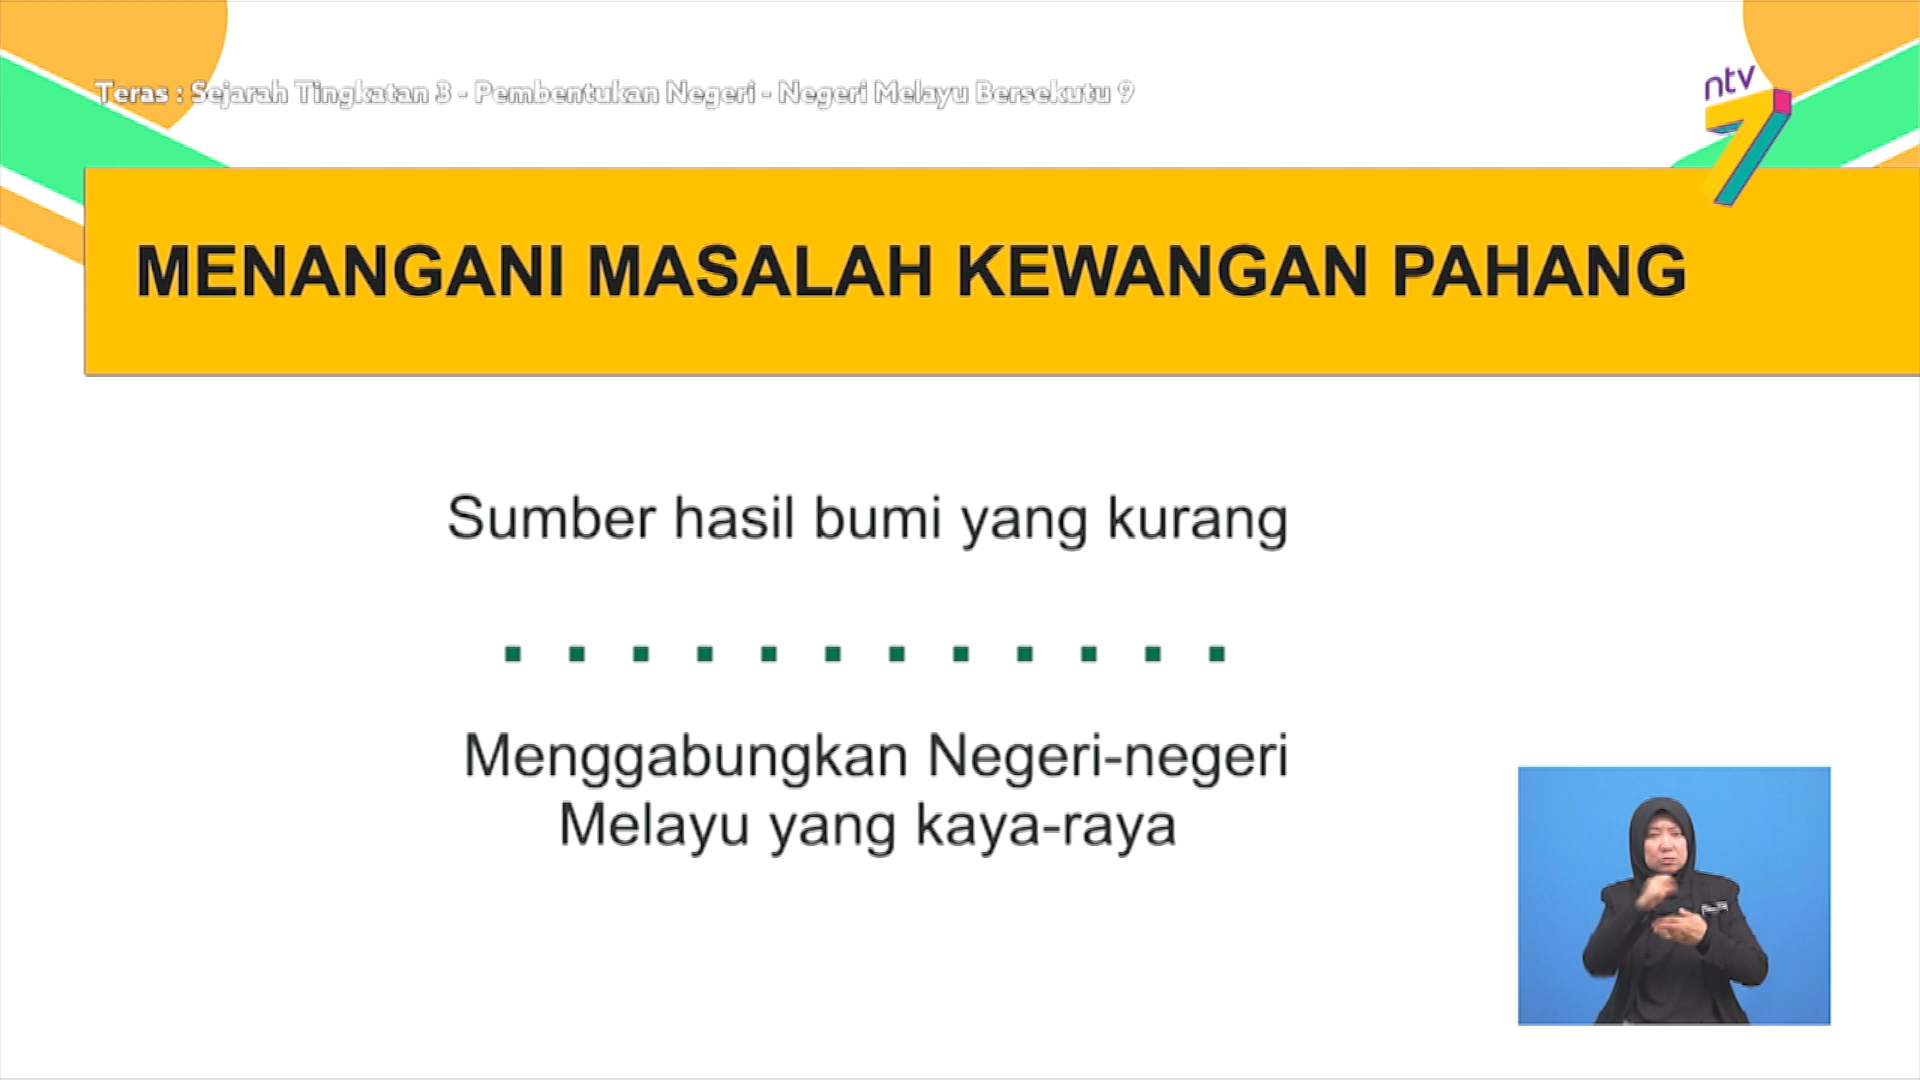 Teras : Sejarah Tingkatan 3 - Pembentukan Negeri - Negeri Melayu Bersekutu 9
ntv
7
MENANGANI MASALAH KEWANGAN PAHANG
Sumber hasil bumi yang kurang
Menggabungkan Negeri-negeri
Melayu yang kaya-raya